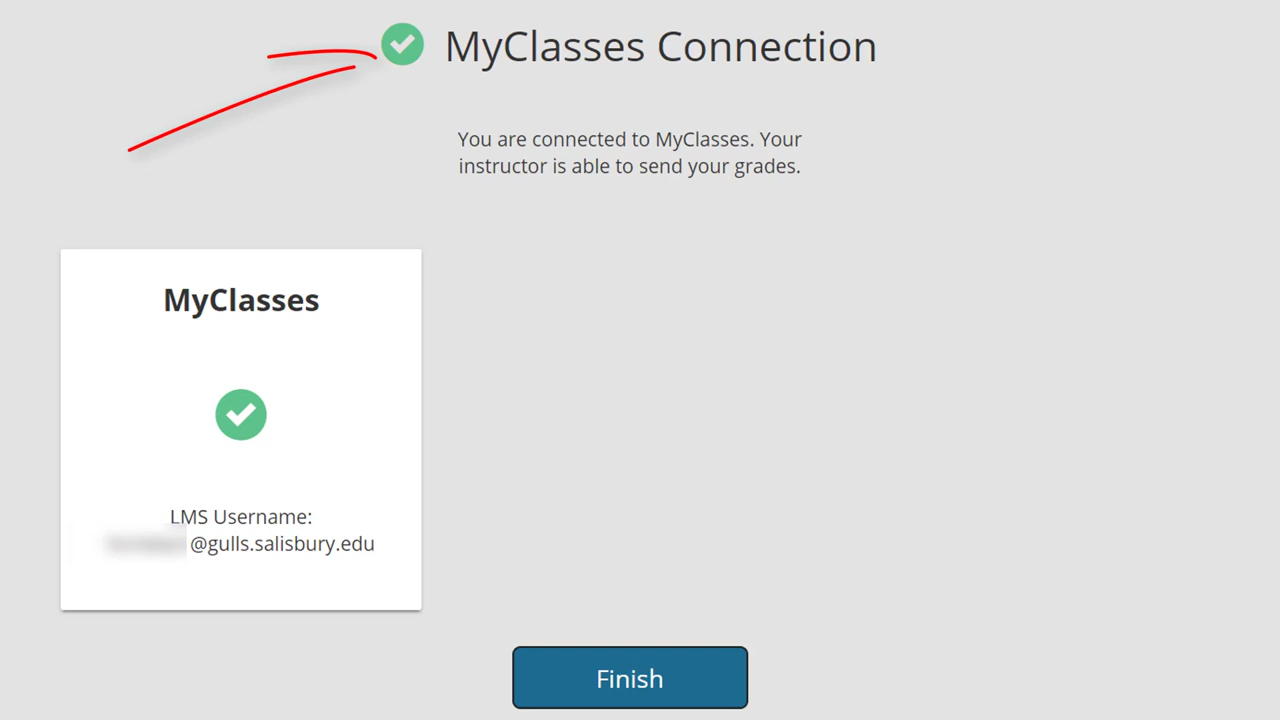 MyClasses Connection
You are connected to MyClasses. Your
instructor is able to send your grades.
MyClasses
LMS Username:
@gulls.salisbury.edu
Finish